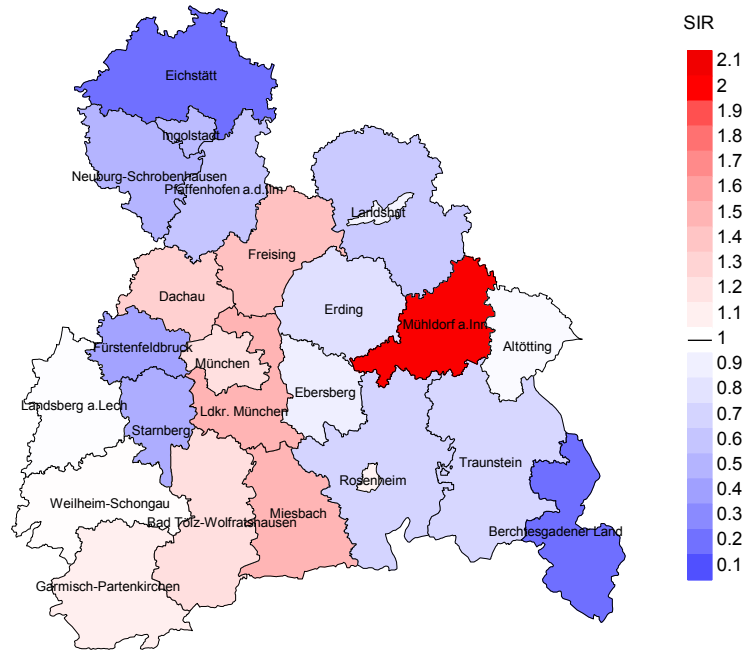 SIR
Eichstätt
Ingolstadt
Neuburg-Schrobenhausen
Pfaffenhofen a.d.Ilm
Landshut
Freising
Dachau
Erding
Mühldorf a.Inn
Altötting
Fürstenfeldbruck
München
Ebersberg
Landsberg a.Lech
Starnberg
Ldkr. München
Rosenheim
Traunstein
Weilheim-Schongau
Miesbach
Bad Tölz-Wolfratshausen
Berchtesgadener Land
Garmisch-Partenkirchen
2.1
2
1.9
1.8
1.7
1.6
1.5
1.4
1.3
1.2
1.1
1
0.9
0.8
0.7
0.6
0.5
0.4
0.3
0.2
0.1